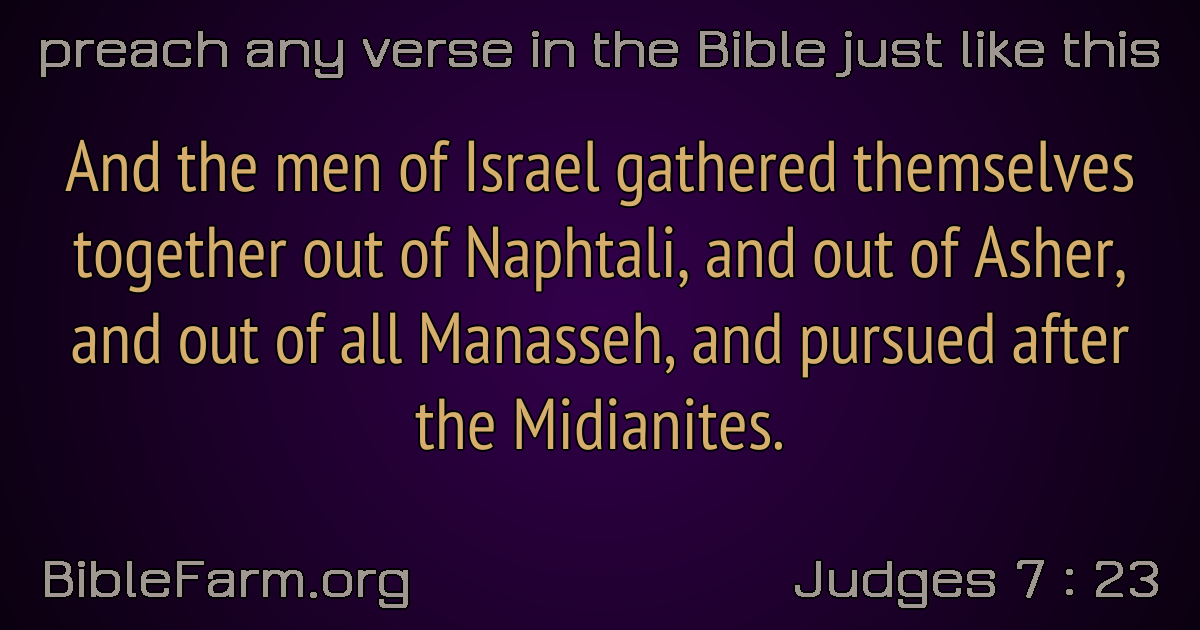 preach any verse in the Bible just like this
And the men of Israel gathered themselves
together out of Naphtali, and out of Asher,
and out of all Manasseh, and pursued after
the Midianites.
BibleFarm.org
Judges 7 : 23